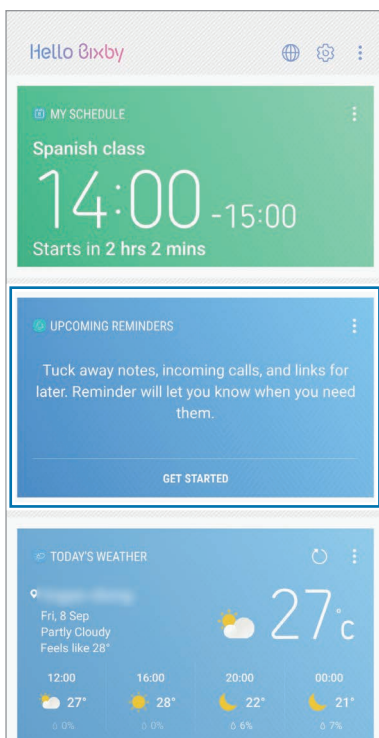 Hello Bixby
MY SCHEDULE
Spanish class
14:00 -15:00
Starts in 2 hrs 2 mins
UPCOMING REMINDERS
Tuck away notes, incoming calls, and links for
later. Reminder will let you know when you need
them.
GET STARTED
TODAY'S WEATHER
Fri, 8 Sep
Partly Cloudy
Feels like 28°
27°c
12:00 16:00 20:00 00:00
27° 28° 22° 21°
0% 0% 6% 7%